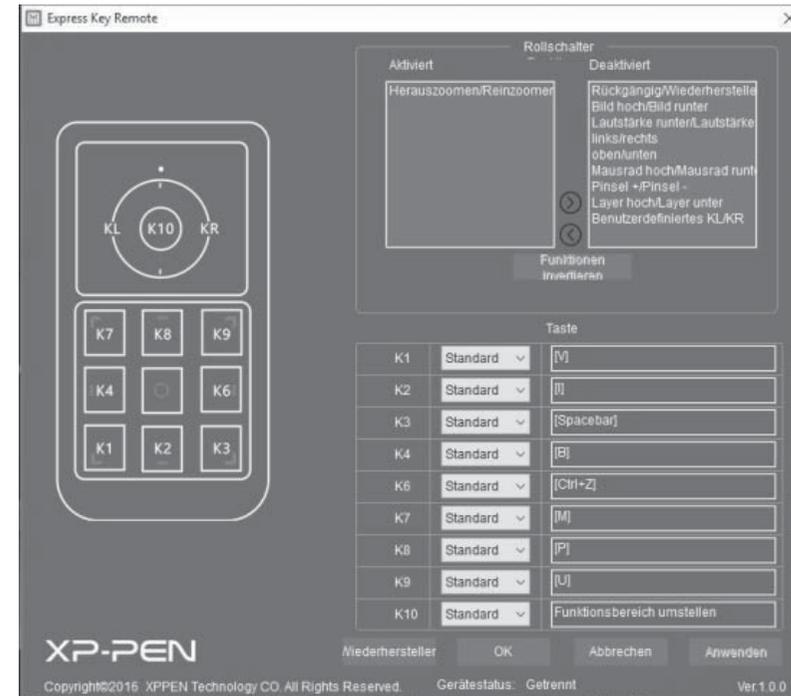 Express Key Remote
Rollschalter
Aktiviert
Deaktiviert
Herauszoomen/Reinzoomen
Rückgängig/Wiederherstelle
Bild hoch/Bild runter
Lautstärke runter/Lautstärke
links/rechts
oben/unten
Mausrad hoch/Mausrad runt
Pinsel +/Pinsel -
Layer hoch/Layer unter
Benutzerdefiniertes KL/KR
Funktionen
invertieren
KL K10 KR
K7 K8 K9
K4 K6
K1 K2 K3
Taste
K1 Standard [V]
K2 Standard [I]
K3 Standard [Spacebar]
K4 Standard [B]
K6 Standard [Ctrl+Z]
K7 Standard [M]
K8 Standard [P]
K9 Standard [U]
K10 Standard Funktionsbereich umstellen
XP-PEN
Wiederhersteller OK Abbrechen Anwenden
Copyright©2016 XPPEN Technology CO. All Rights Reserved. Gerätestatus: Getrennt Ver:1.0.0